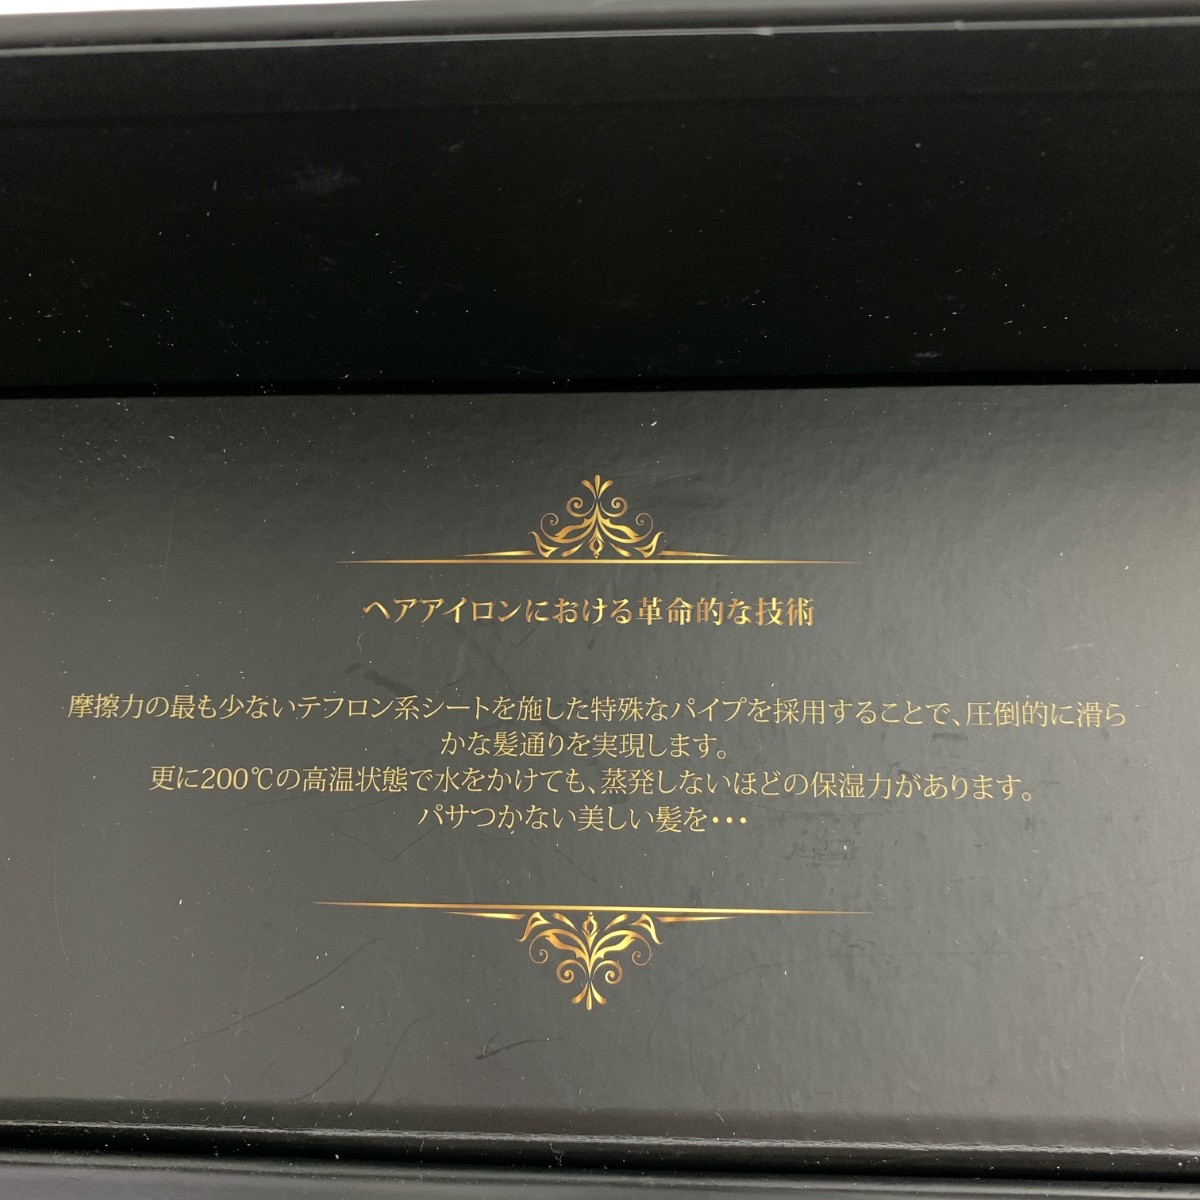 ヘアアイロンにおける革命的な技術
摩擦力の最も少ないテフロン系シートを施した特殊なパイプを採用することで、圧倒的に滑ら
かな髪通りを実現します。
更に200℃の高温状態で水をかけても、蒸発しないほどの保湿力があります。
パサつかない美しい髪を・・・